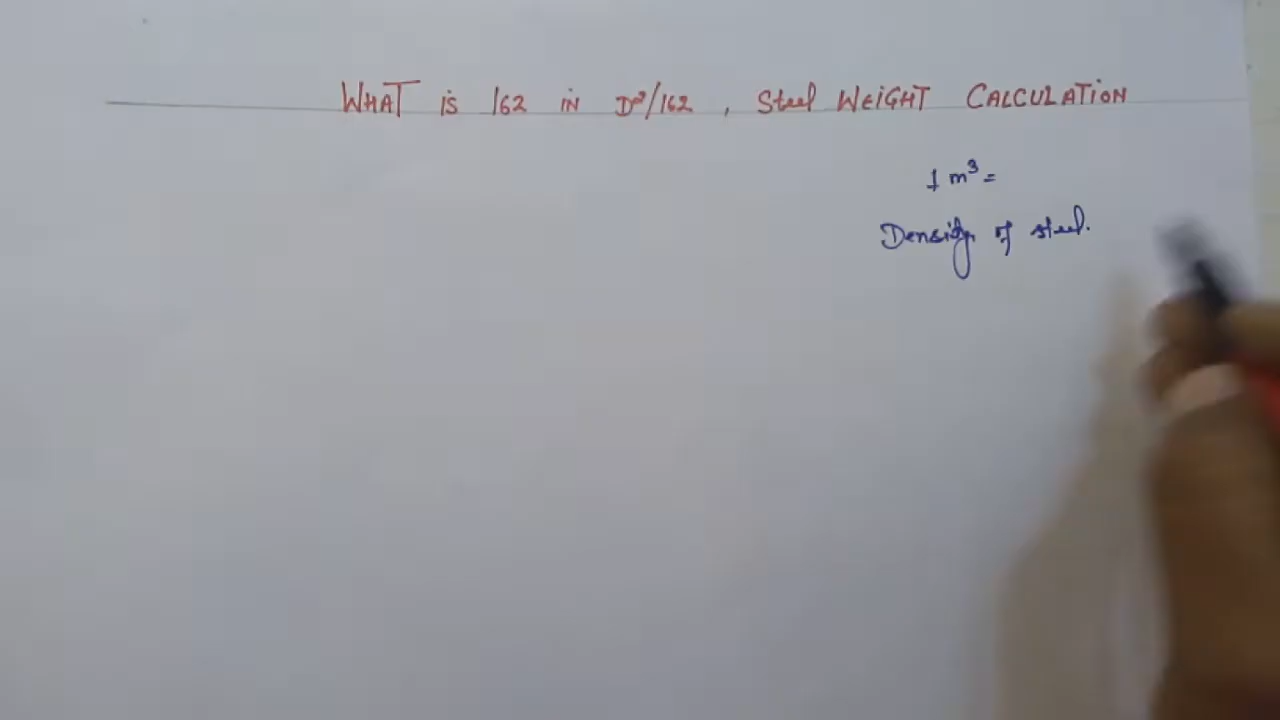 WHAT is 162 iN D²/162 , Steel WEiGHT CALCULATiON
1 m³ =
Density of steel.